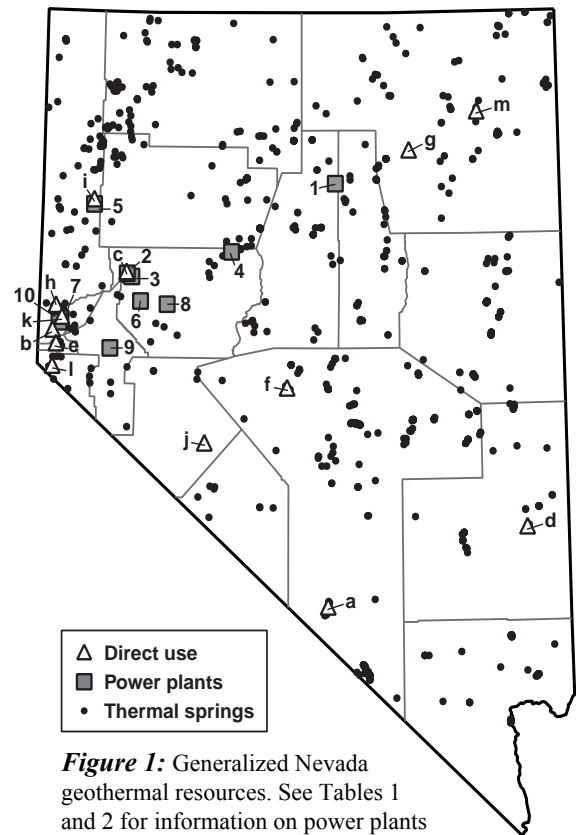 m
g
1
i
5
c
2
3
4
h
7
10
6
8
k
b
e
9
l
f
j
d
a
Direct use
Power plants
Thermal springs
Figure 1: Generalized Nevada
geothermal resources. See Tables 1
and 2 for information on power plants